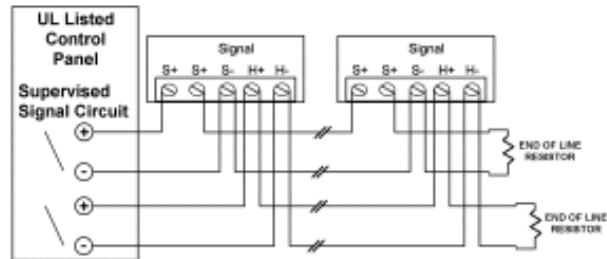 UL Listed
Control
Panel
Supervised
Signal Circuit
+
-
+
-
Signal
S+ S+ S- H+ H-
Signal
S+ S+ S- H+ H-
END OF LINE
RESISTOR
END OF LINE
RESISTOR